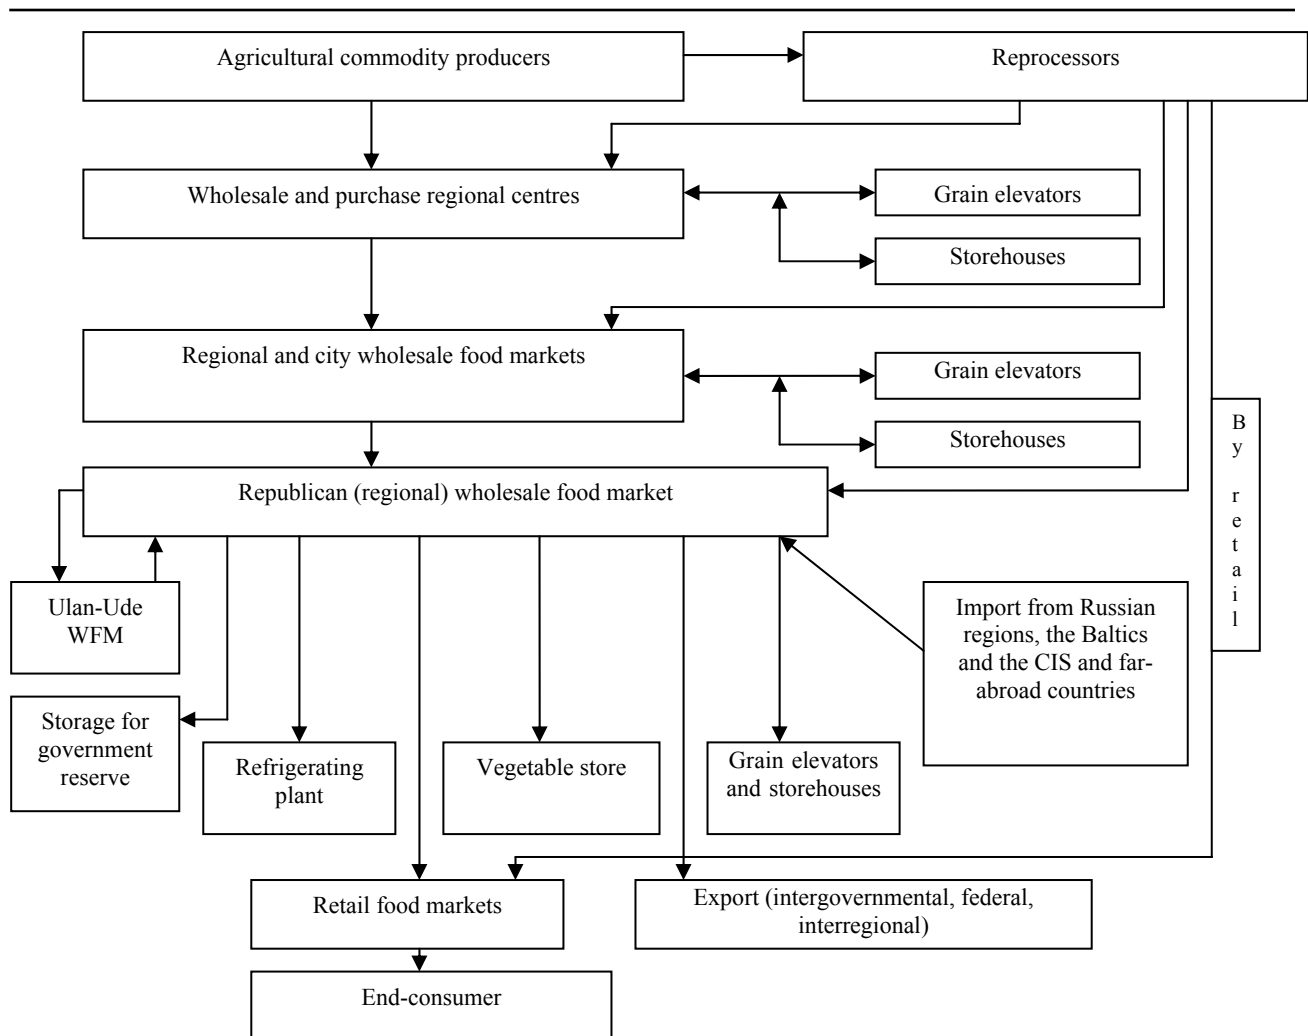 Agricultural commodity producers
Reprocessors
Wholesale and purchase regional centres
Grain elevators
Storehouses
Regional and city wholesale food markets
Grain elevators
Storehouses
By retail
Republican (regional) wholesale food market
Ulan-Ude
WFM
Import from Russian
regions, the Baltics
and the CIS and far-
abroad countries
Storage for
government
reserve
Refrigerating
plant
Vegetable store
Grain elevators
and storehouses
Retail food markets
Export (intergovernmental, federal,
interregional)
End-consumer